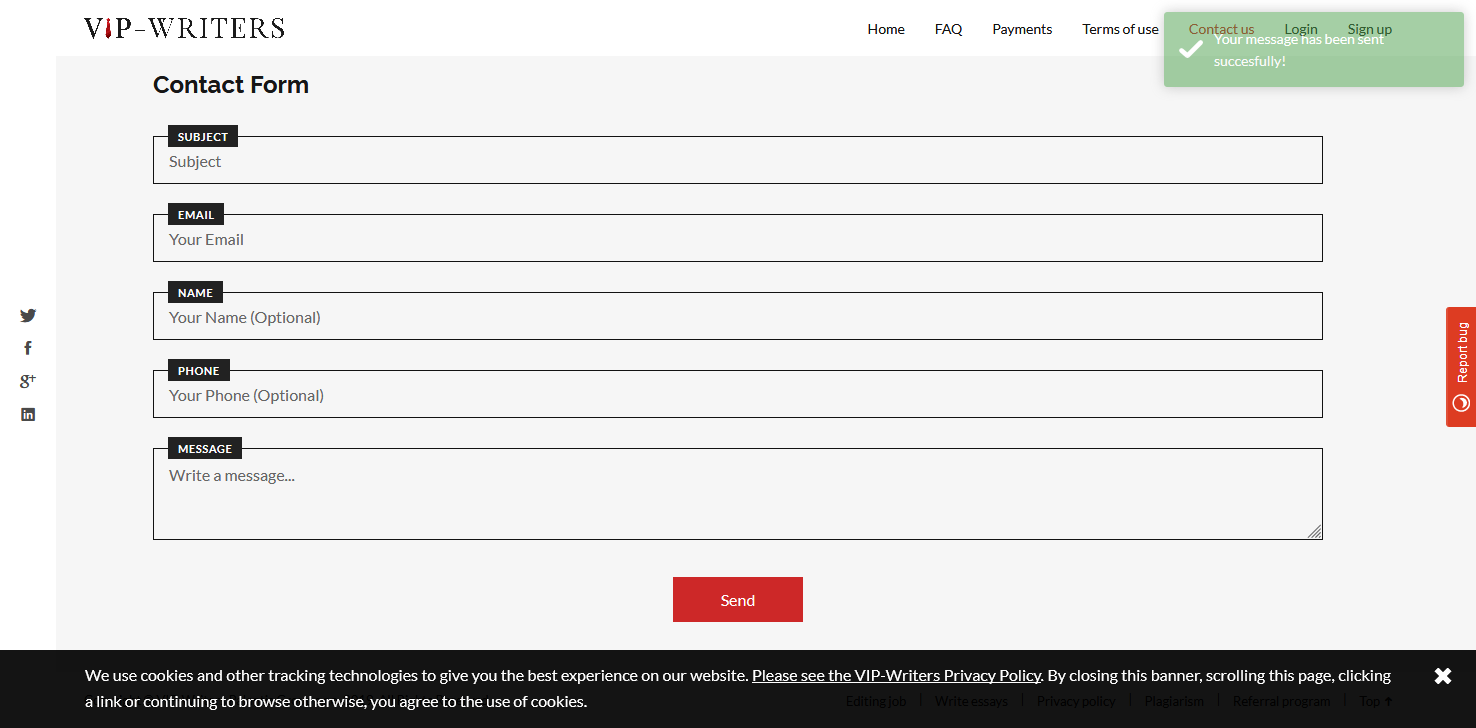 VIP-WRITERS
Home FAQ Payments Terms of use Contact us Login Sign up
Your message has been sent
succesfully!
Contact Form
SUBJECT
Subject
EMAIL
Your Email
NAME
Your Name (Optional)
PHONE
Your Phone (Optional)
MESSAGE
Write a message...
Send
Report bug
We use cookies and other tracking technologies to give you the best experience on our website. Please see the VIP-Writers Privacy Policy. By closing this banner, scrolling this page, clicking
a link or continuing to browse otherwise, you agree to the use of cookies.
Editing job Write essays Privacy policy Plagiarism Referral program Top